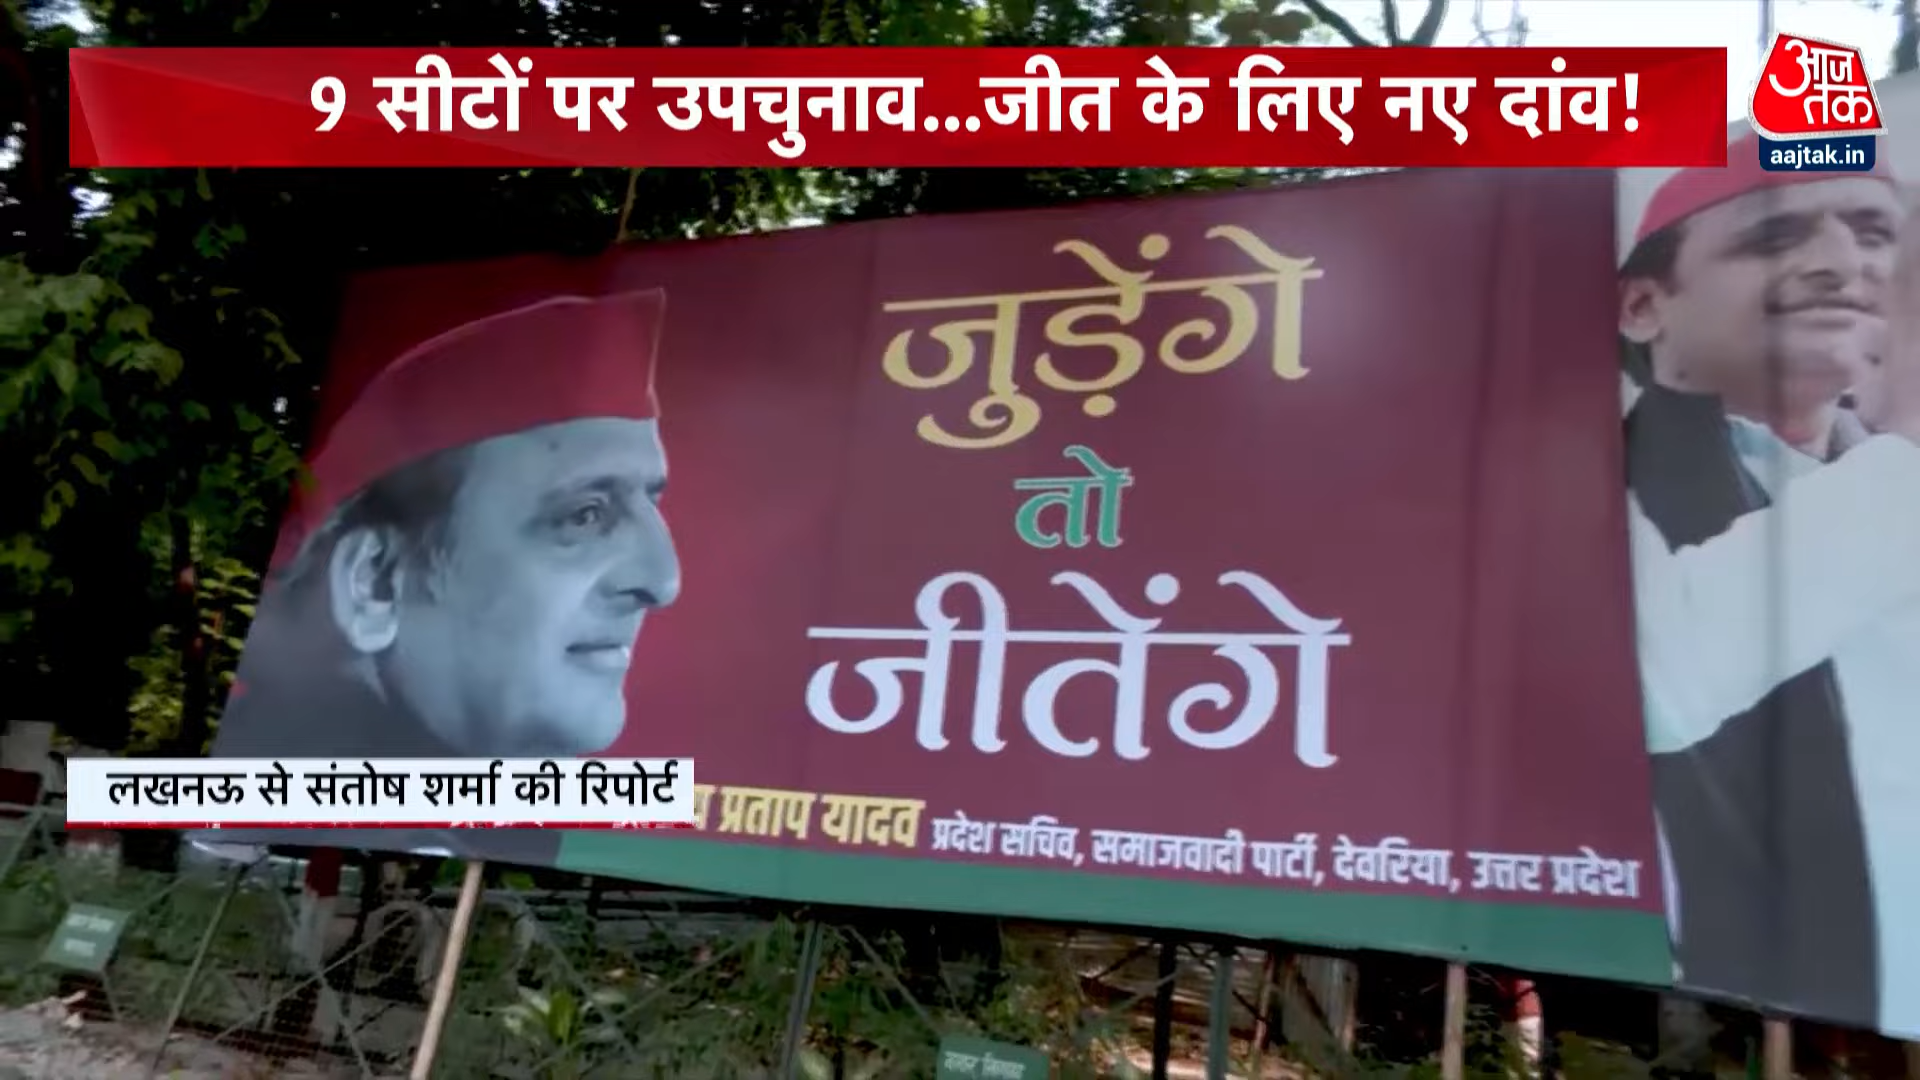 9 सीटों पर उपचुनाव...जीत के लिए नए दांव!
आज
तक
aajtak.in
जुड़ेंगे
तो
जीतेंगे
लखनऊ से संतोष शर्मा की रिपोर्ट
प्रताप यादव प्रदेश सचिव, समाजवादी पार्टी, देवरिया, उत्तर प्रदेश